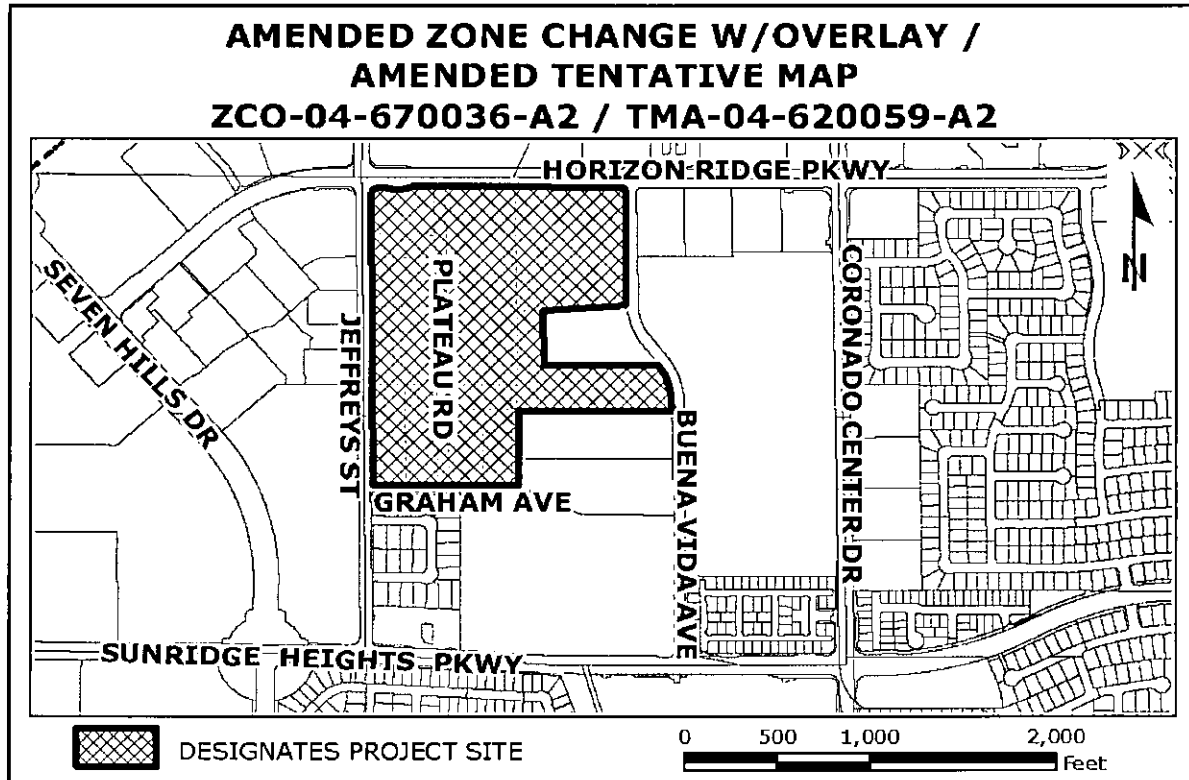 AMENDED ZONE CHANGE W/OVERLAY /
AMENDED TENTATIVE MAP
ZCO-04-670036-A2 / TMA-04-620059-A2
HORIZON RIDGE PKWY
SEVEN HILLS DR
JEFFREYS ST
PLATEAU RD
CORONADO CENTER DR
N
GRAHAM AVE
BUENA VIDA AVE
SUNRIDGE HEIGHTS PKWY
DESIGNATES PROJECT SITE
0 500 1,000 2,000
Feet